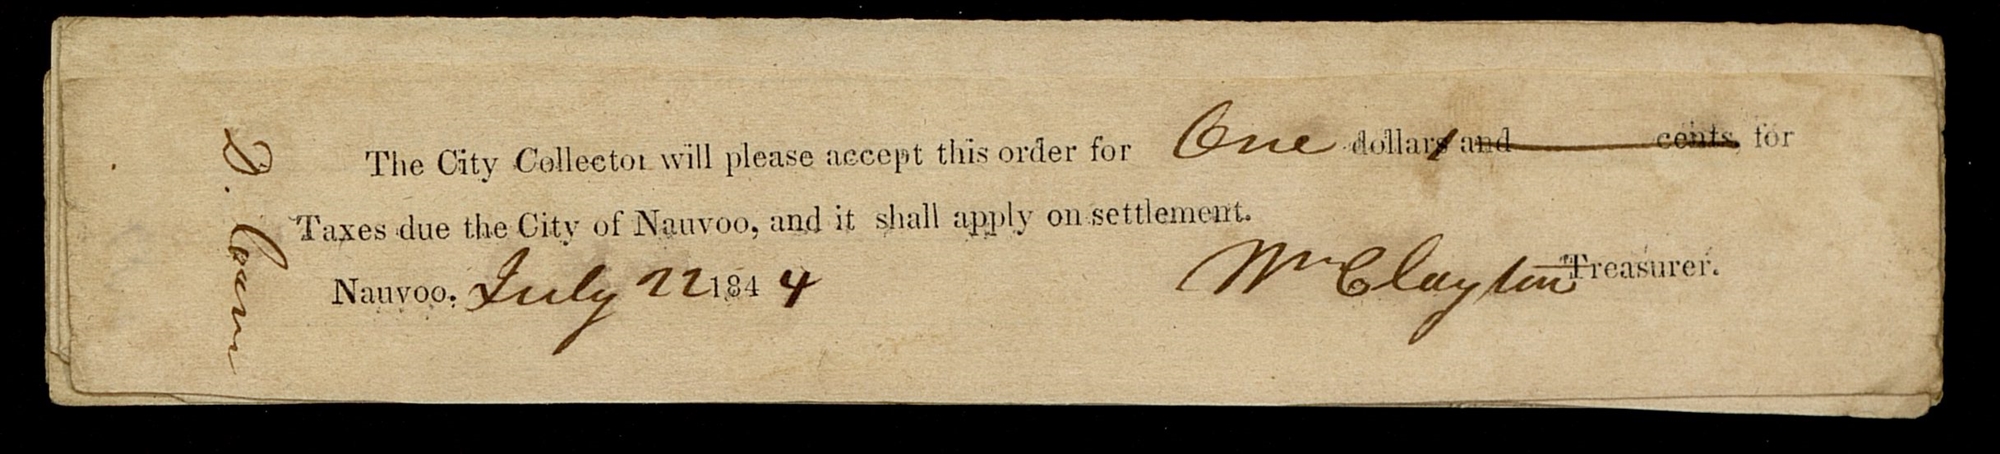 The City Collector will please accept this order for One dollars and cents, for
Taxes due the City of Nauvoo, and it shall apply on settlement.
Nauvoo, July 22 1844
Wm Clayton Treasurer.
D.